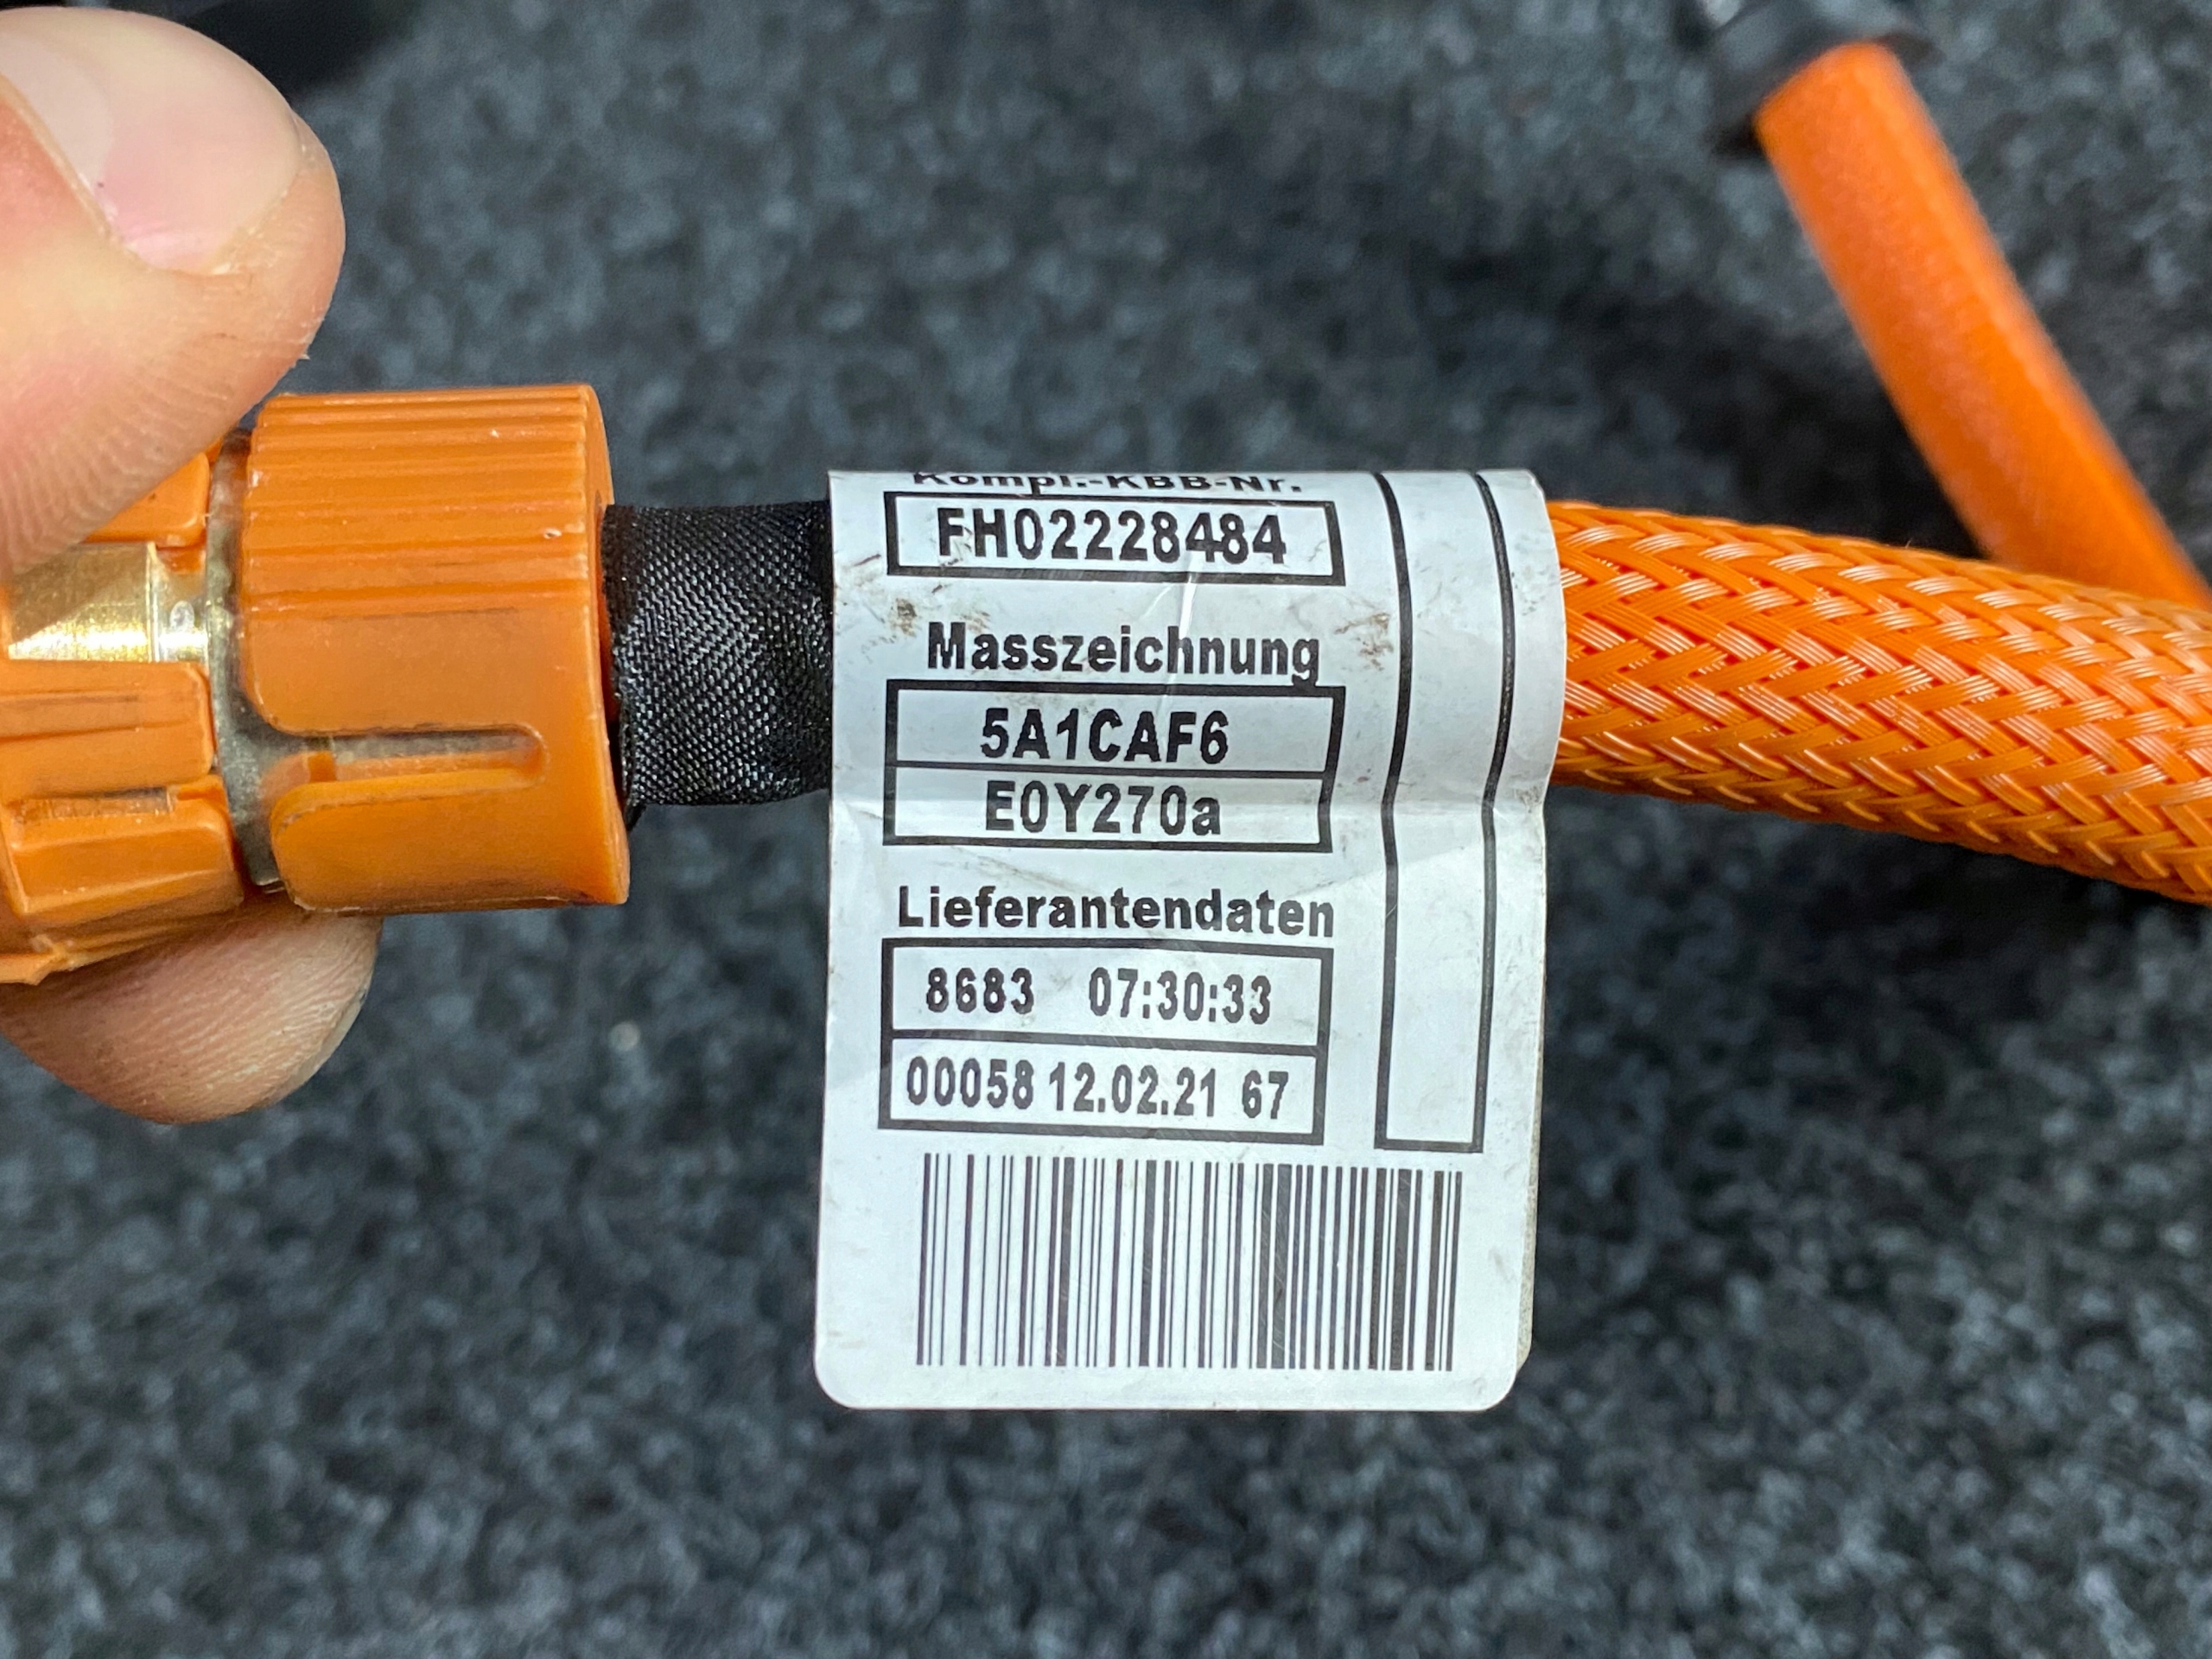 Kompl.-KBB-Nr.
FH02228484
Masszeichnung
5A1CAF6
E0Y270a
Lieferantendaten
8683 07:30:33
00058 12.02.21 67